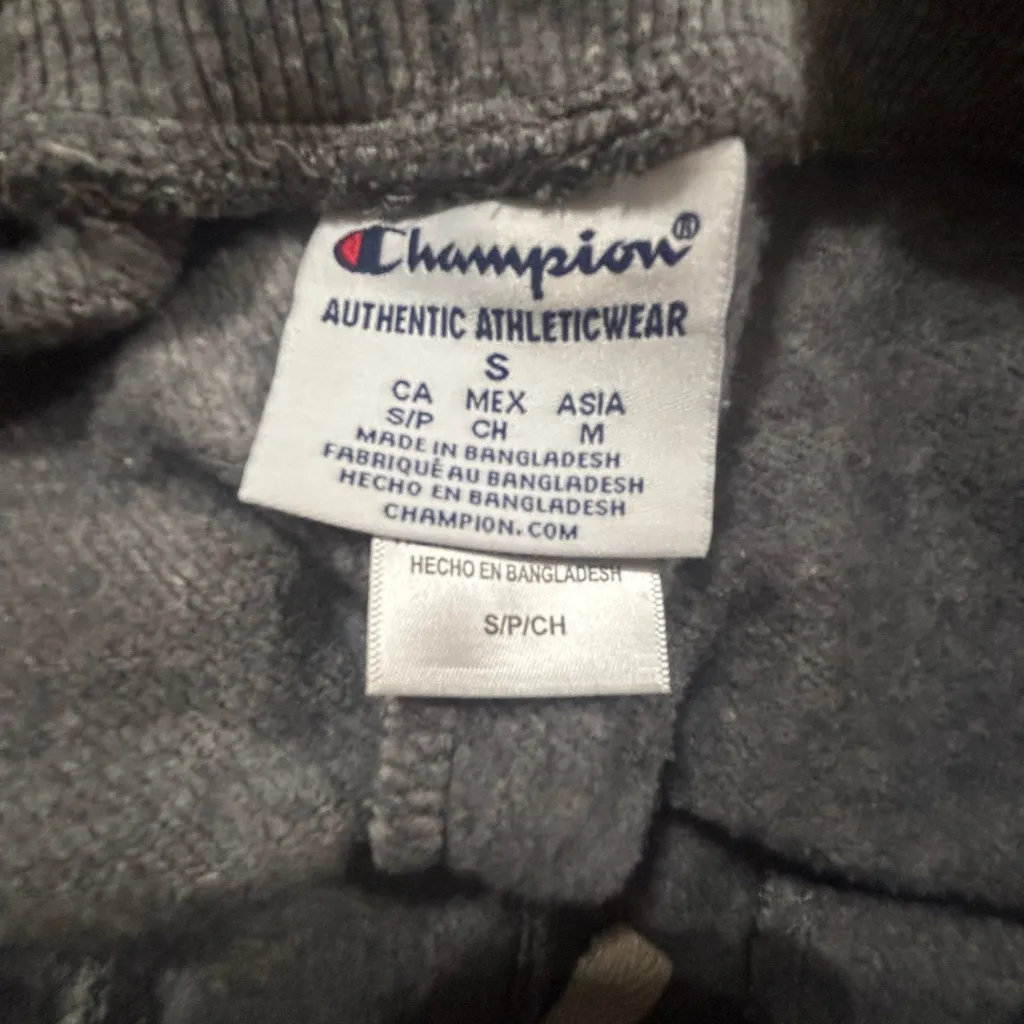 Champion®
AUTHENTIC ATHLETICWEAR
S
CA MEX ASIA
S/P CH M
MADE IN BANGLADESH
FABRIQUÉ AU BANGLADESH
HECHO EN BANGLADESH
CHAMPION.COM
HECHO EN BANGLADESH
S/P/CH